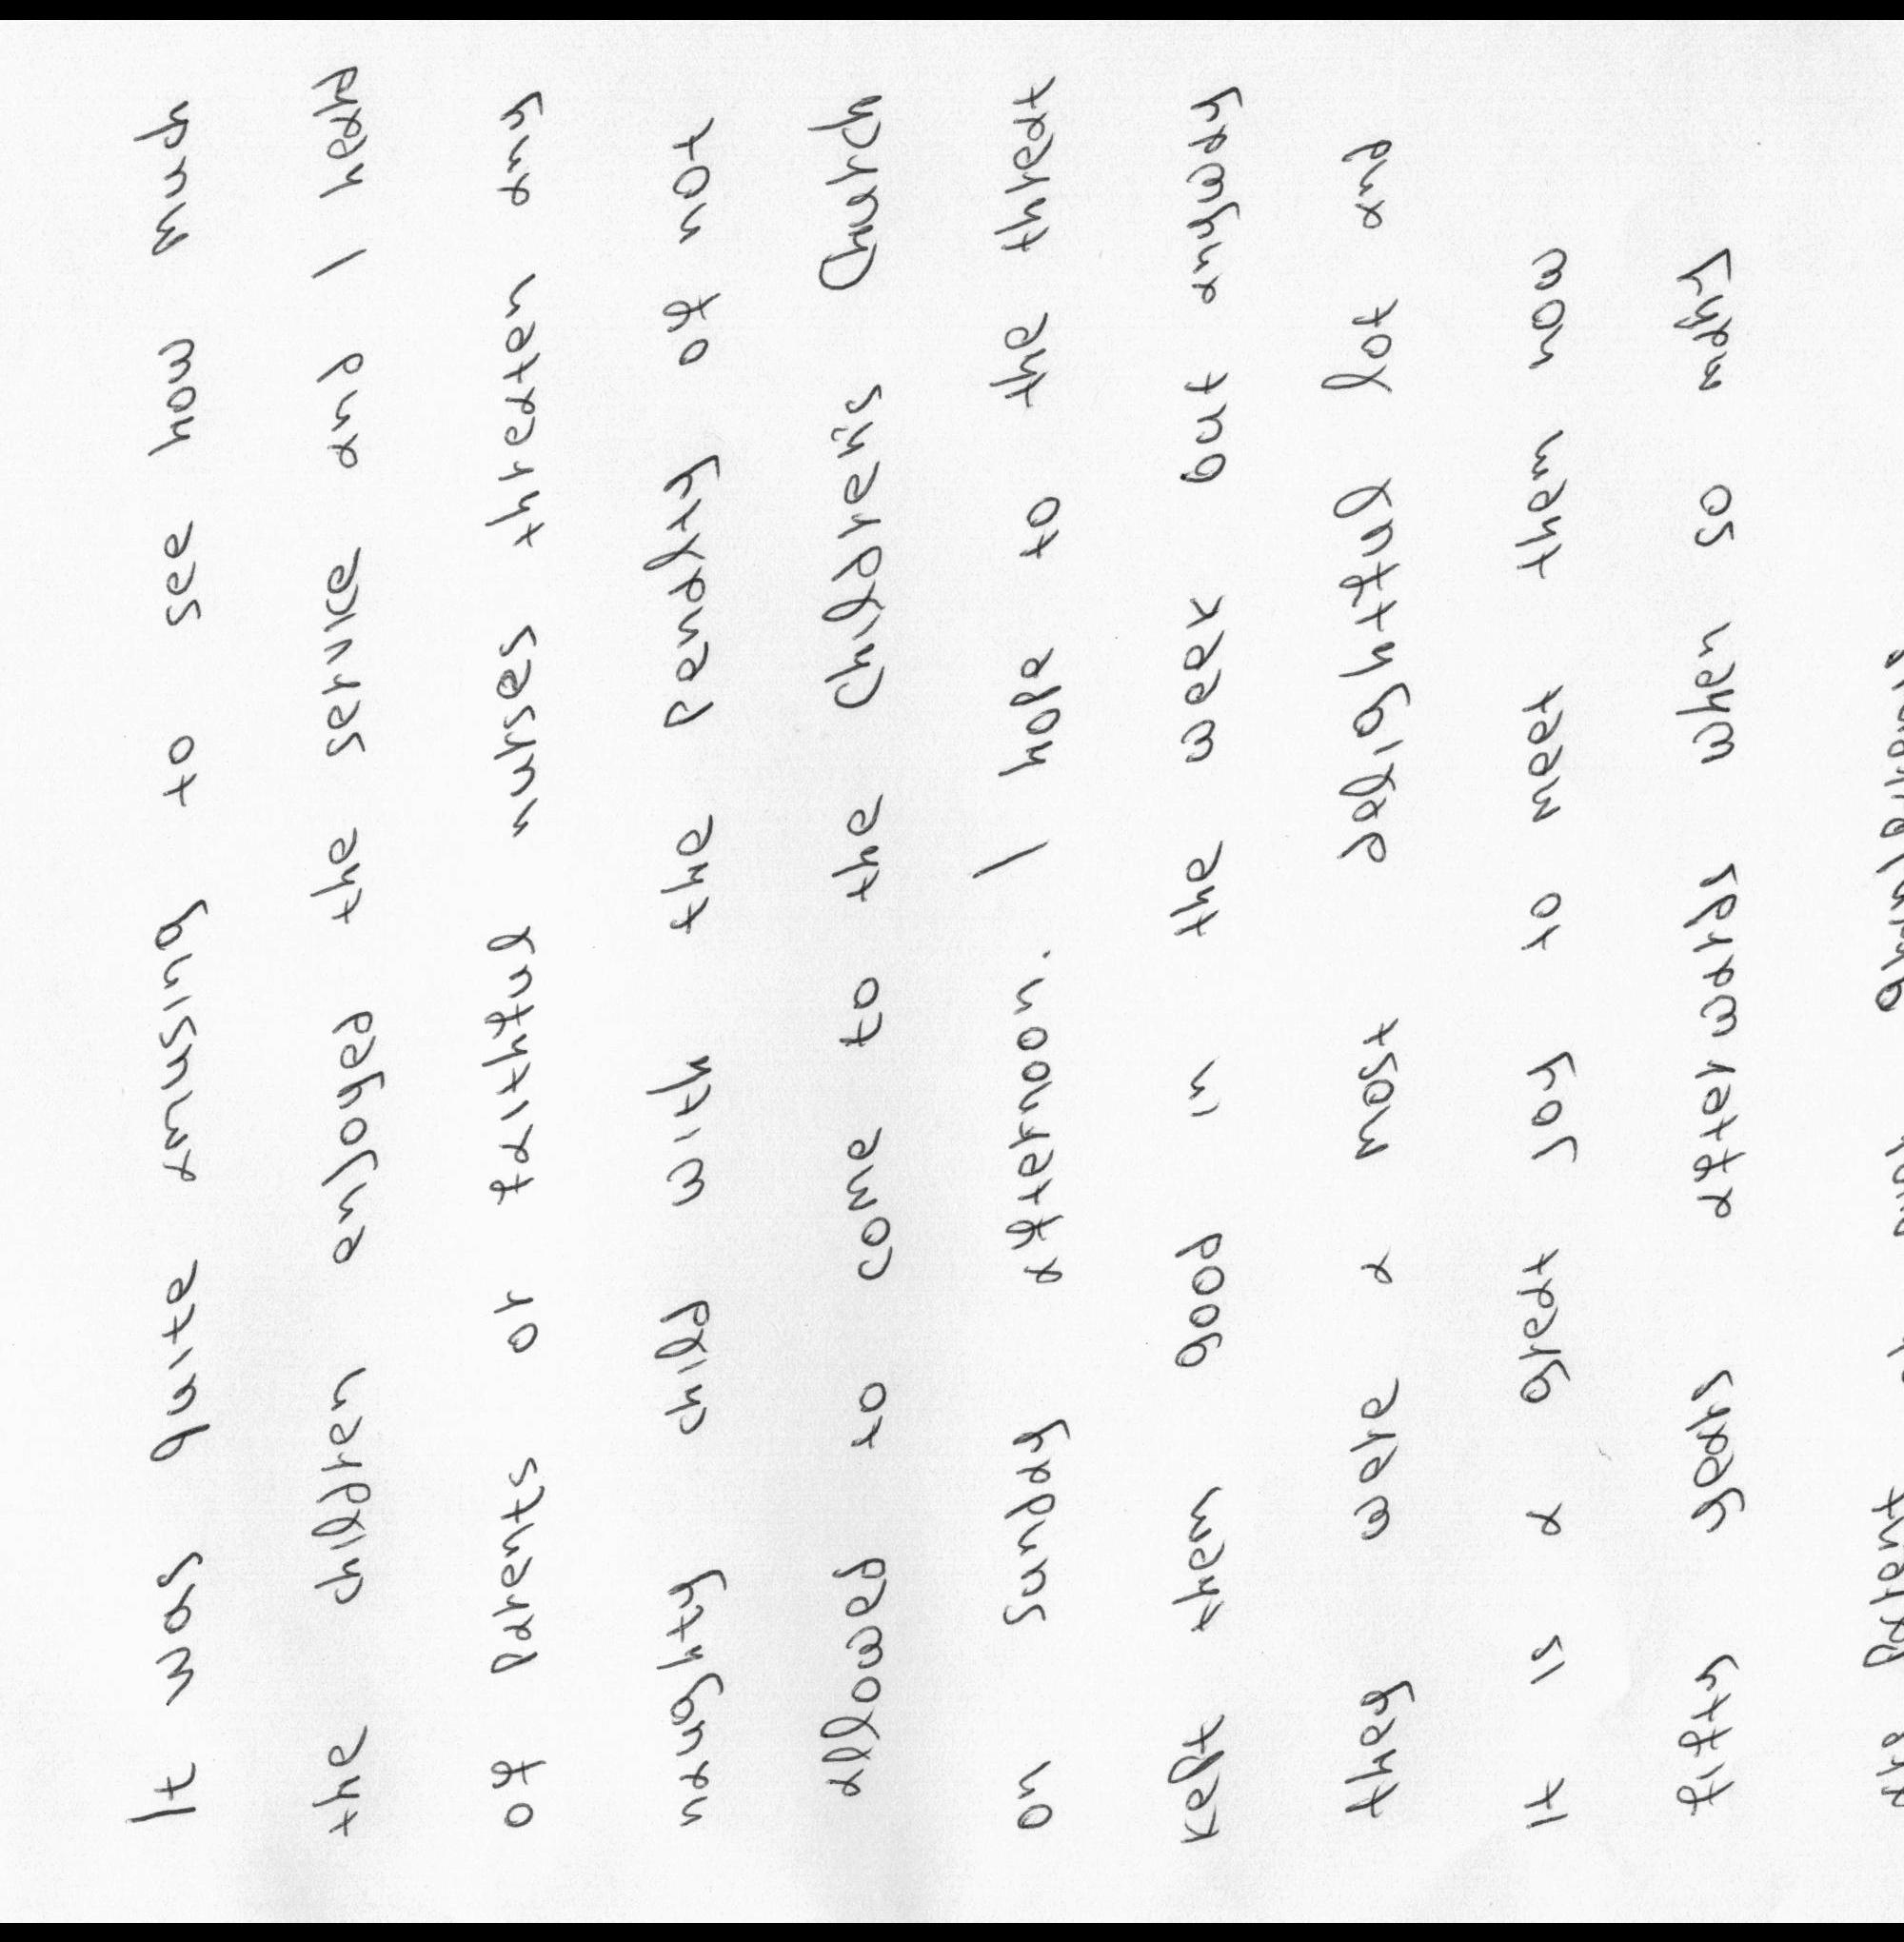 It was quite amusing to see how much
the children enjoyed the service and I heard
of parents or faithful nurses threaten any
naughty child with the penalty of not
allowed to come to the Children's Church
on Sunday afternoon. I hope to the threat
kept them good in the week but anyway
they were a most delightful lot and
It is a great joy to meet them now
fifty years afterwards when so many
are parent